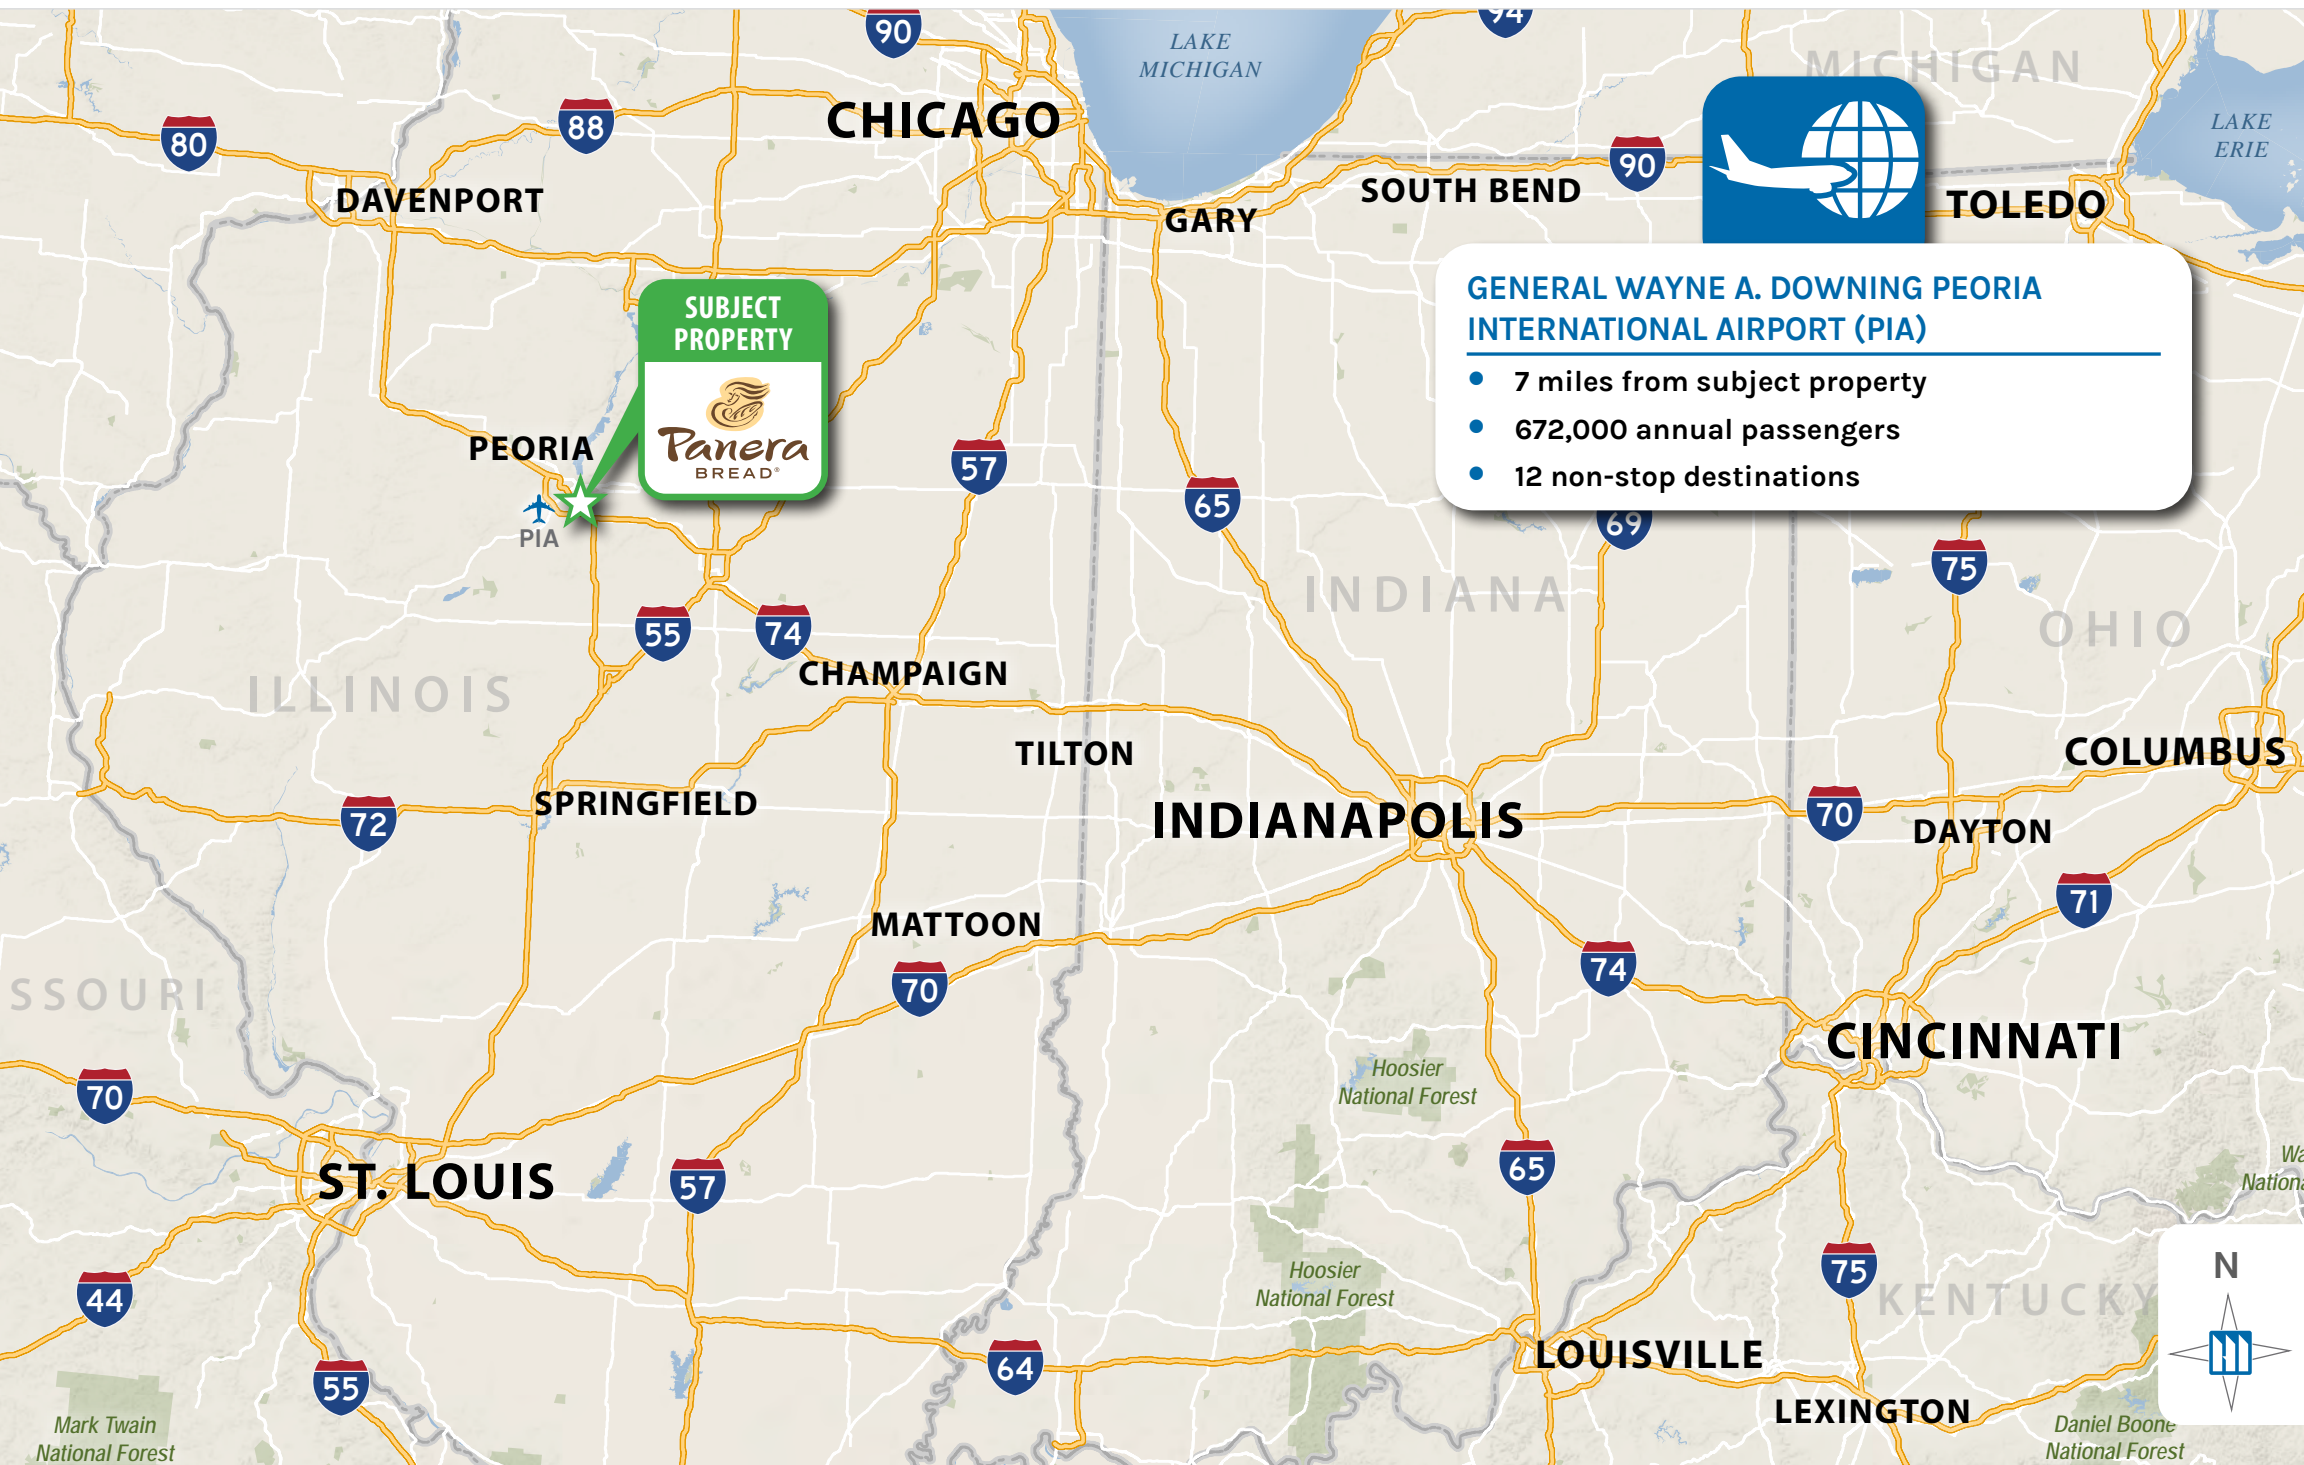 90
94
LAKE
MICHIGAN
MICHIGAN
88
CHICAGO
80
LAKE
ERIE
90
DAVENPORT
SOUTH BEND
TOLEDO
GARY
SUBJECT
PROPERTY
Panera
BREAD®
GENERAL WAYNE A. DOWNING PEORIA
INTERNATIONAL AIRPORT (PIA)
• 7 miles from subject property
• 672,000 annual passengers
• 12 non-stop destinations
PEORIA
57
65
69
PIA
75
INDIANA
OHIO
55
74
CHAMPAIGN
ILLINOIS
TILTON
COLUMBUS
SPRINGFIELD
72
INDIANAPOLIS
70
DAYTON
71
MATTOON
74
70
SSOURI
CINCINNATI
Hoosier
National Forest
70
ST. LOUIS
57
65
Wa
Nationa
44
Hoosier
National Forest
75
KENTUCKY
N
64
LOUISVILLE
55
LEXINGTON
Mark Twain
National Forest
Daniel Boone
National Forest